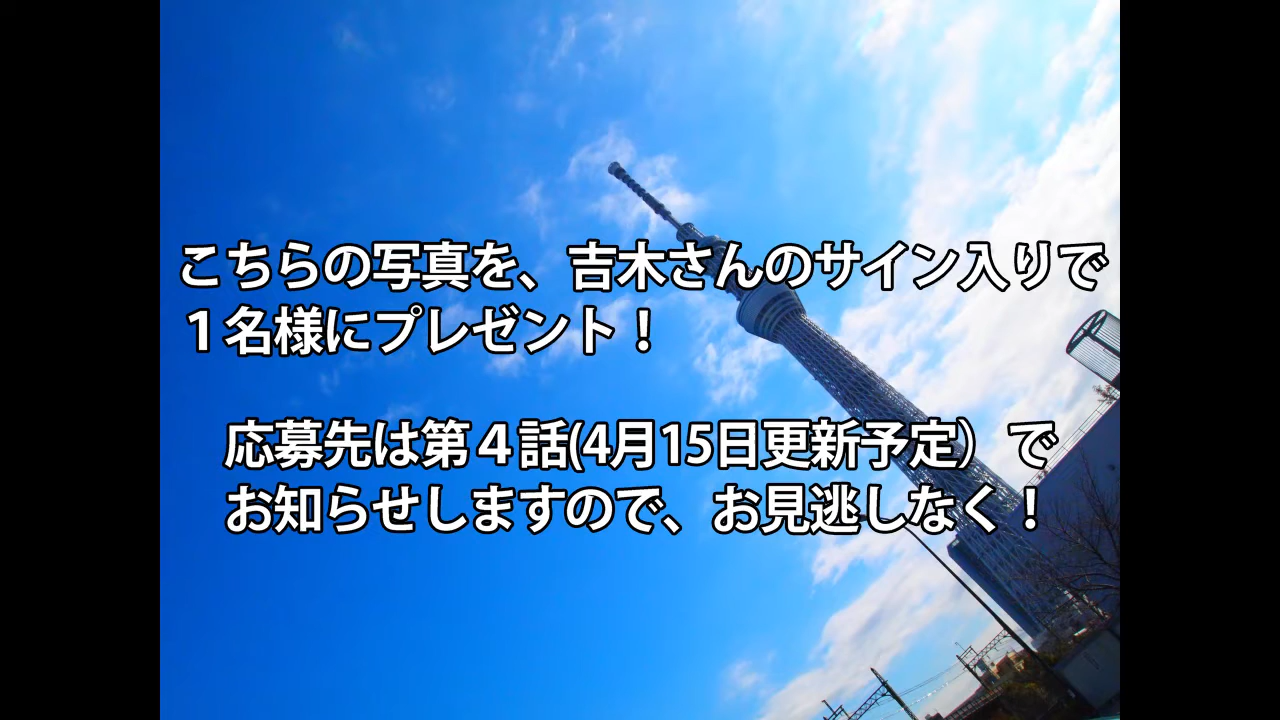 こちらの写真を、吉木さんのサイン入りで
１名様にプレゼント！
応募先は第４話(4月15日更新予定）で
お知らせしますので、お見逃しなく！